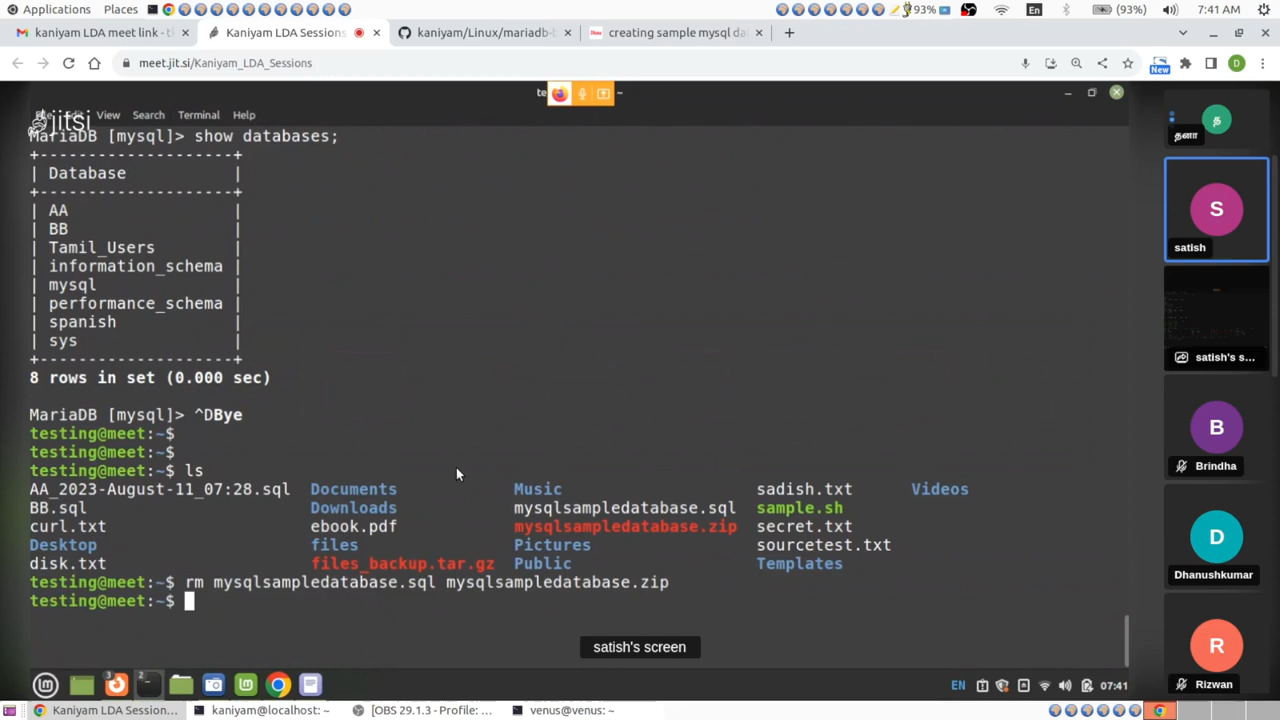 Applications Places 93% En (93%) 7:41 AM
kaniyam LDA meet link - t
Kaniyam LDA Sessions
kaniyam/Linux/mariadb-b
creating sample mysql da
meet.jit.si/Kaniyam_LDA_Sessions
New
D
te ~
jitsi
View Search Terminal Help
MariaDB [mysql]> show databases;
+--------------------+
| Database |
+--------------------+
| AA |
| BB |
| Tamil_Users |
| information_schema |
| mysql |
| performance_schema |
| spanish |
| sys |
+--------------------+
8 rows in set (0.000 sec)
MariaDB [mysql]> ^DBye
testing@meet:~$
testing@meet:~$
testing@meet:~$ ls
AA_2023-August-11_07:28.sql Documents Music sadish.txt Videos
BB.sql Downloads mysqlsampledatabase.sql sample.sh
curl.txt ebook.pdf mysqlsampledatabase.zip secret.txt
Desktop files Pictures sourcetest.txt
disk.txt files_backup.tar.gz Public Templates
testing@meet:~$ rm mysqlsampledatabase.sql mysqlsampledatabase.zip
testing@meet:~$
satish's screen
3 2 EN 07:41
த
தனா
S
satish
satish's s...
B
Brindha
D
Dhanushkumar
R
Rizwan
Kaniyam LDA Session...
kaniyam@localhost: ~
[OBS 29.1.3 - Profile: ...
venus@venus: ~